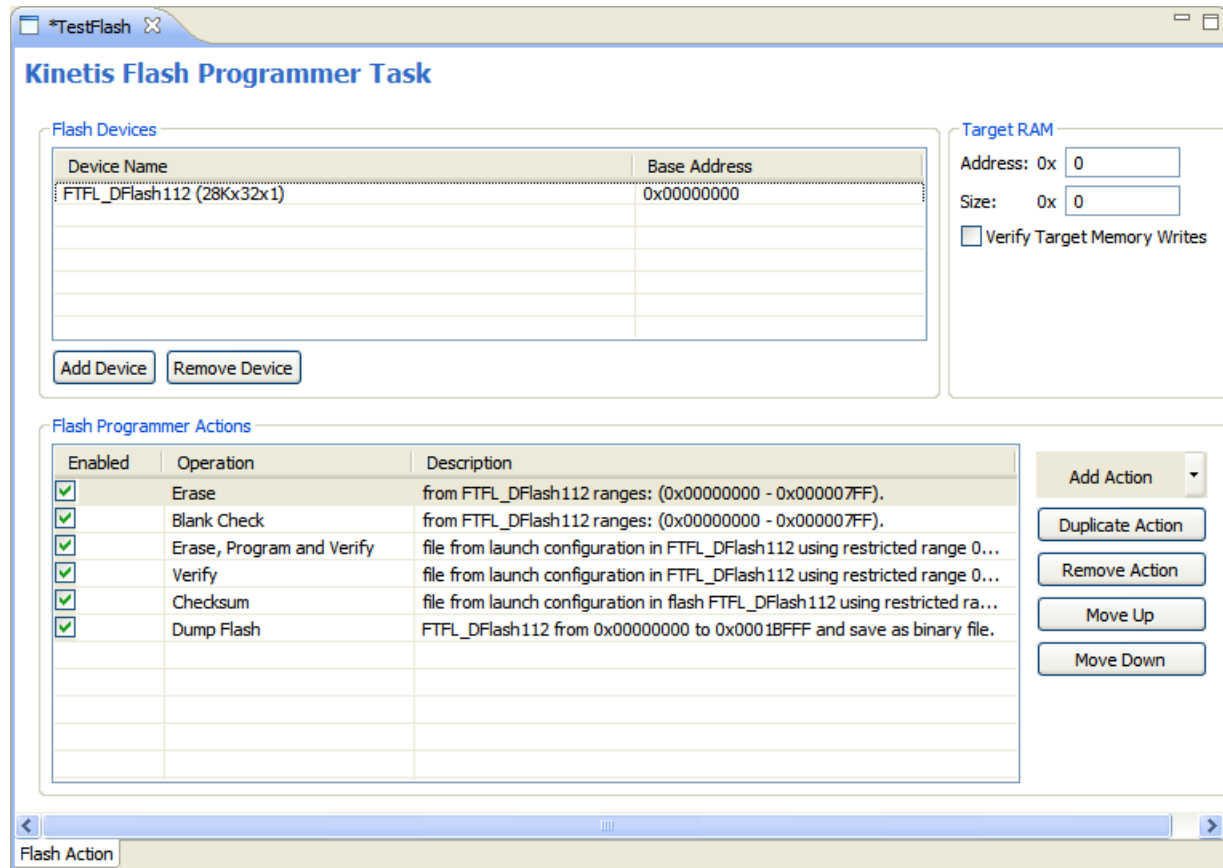 *TestFlash
Kinetis Flash Programmer Task
Flash Devices
Device Name Base Address
FTFL_DFlash112 (28Kx32x1) 0x00000000
Add Device Remove Device
Target RAM
Address: 0x 0
Size: 0x 0
Verify Target Memory Writes
Flash Programmer Actions
Enabled Operation Description
Erase from FTFL_DFlash112 ranges: (0x00000000 - 0x000007FF).
Blank Check from FTFL_DFlash112 ranges: (0x00000000 - 0x000007FF).
Erase, Program and Verify file from launch configuration in FTFL_DFlash112 using restricted range 0...
Verify file from launch configuration in FTFL_DFlash112 using restricted range 0...
Checksum file from launch configuration in flash FTFL_DFlash112 using restricted ra...
Dump Flash FTFL_DFlash112 from 0x00000000 to 0x0001BFFF and save as binary file.
Add Action
Duplicate Action
Remove Action
Move Up
Move Down
Flash Action